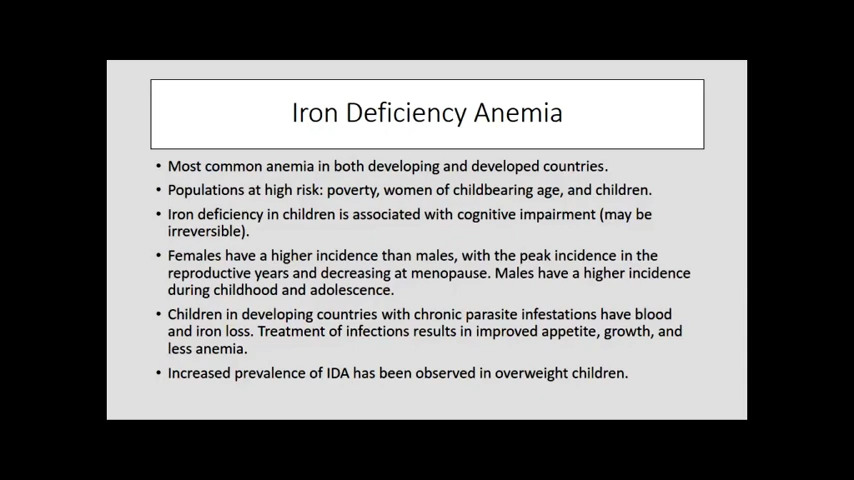 Iron Deficiency Anemia
• Most common anemia in both developing and developed countries.
• Populations at high risk: poverty, women of childbearing age, and children.
• Iron deficiency in children is associated with cognitive impairment (may be
irreversible).
• Females have a higher incidence than males, with the peak incidence in the
reproductive years and decreasing at menopause. Males have a higher incidence
during childhood and adolescence.
• Children in developing countries with chronic parasite infestations have blood
and iron loss. Treatment of infections results in improved appetite, growth, and
less anemia.
• Increased prevalence of IDA has been observed in overweight children.